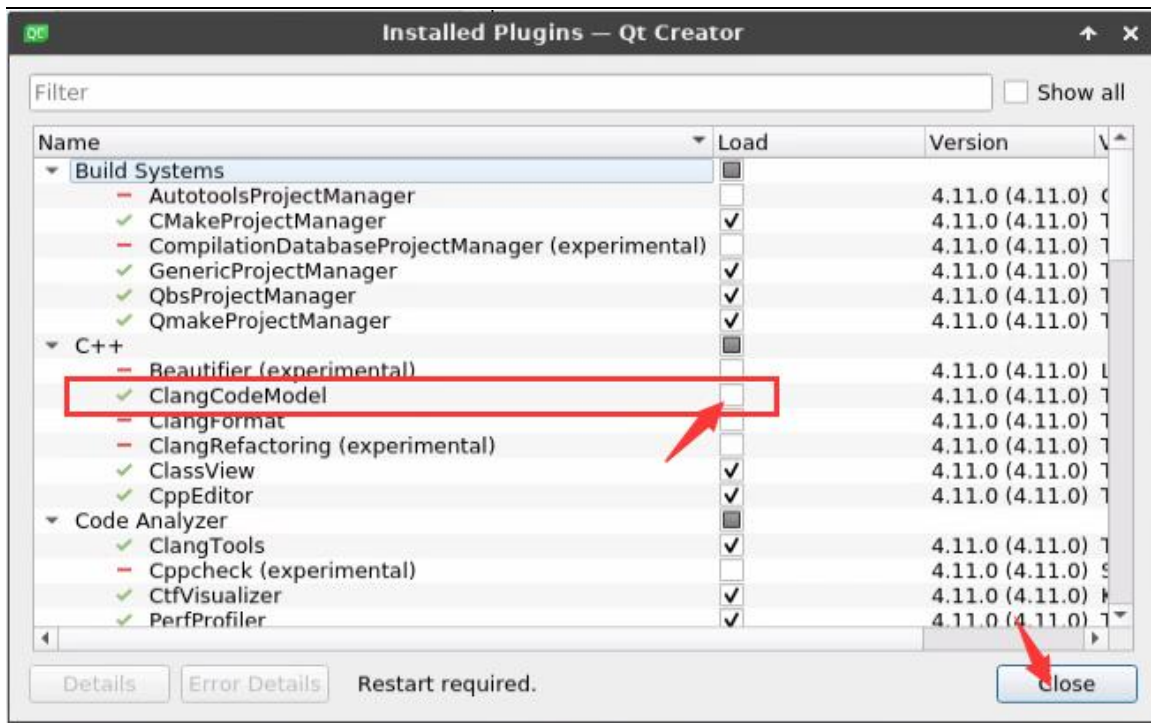 QC Installed Plugins — Qt Creator
Filter Show all
Name Load Version
Build Systems
AutotoolsProjectManager 4.11.0 (4.11.0)
CMakeProjectManager 4.11.0 (4.11.0)
CompilationDatabaseProjectManager (experimental) 4.11.0 (4.11.0)
GenericProjectManager 4.11.0 (4.11.0)
QbsProjectManager 4.11.0 (4.11.0)
QmakeProjectManager 4.11.0 (4.11.0)
C++
Beautifier (experimental) 4.11.0 (4.11.0)
ClangCodeModel 4.11.0 (4.11.0)
ClangFormat 4.11.0 (4.11.0)
ClangRefactoring (experimental) 4.11.0 (4.11.0)
ClassView 4.11.0 (4.11.0)
CppEditor 4.11.0 (4.11.0)
Code Analyzer
ClangTools 4.11.0 (4.11.0)
Cppcheck (experimental) 4.11.0 (4.11.0)
CtfVisualizer 4.11.0 (4.11.0)
PerfProfiler 4.11.0 (4.11.0)
Details Error Details Restart required. Close